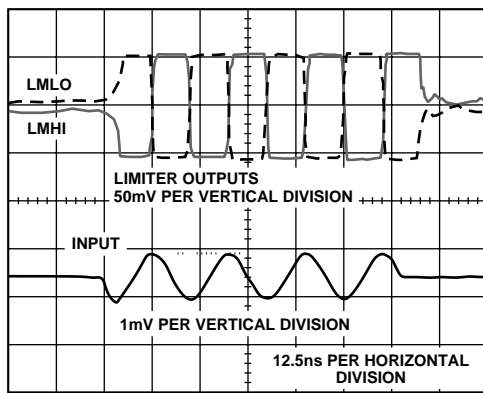 LMLO
LMHI
LIMITER OUTPUTS
50mV PER VERTICAL DIVISION
INPUT
1mV PER VERTICAL DIVISION
12.5ns PER HORIZONTAL
DIVISION